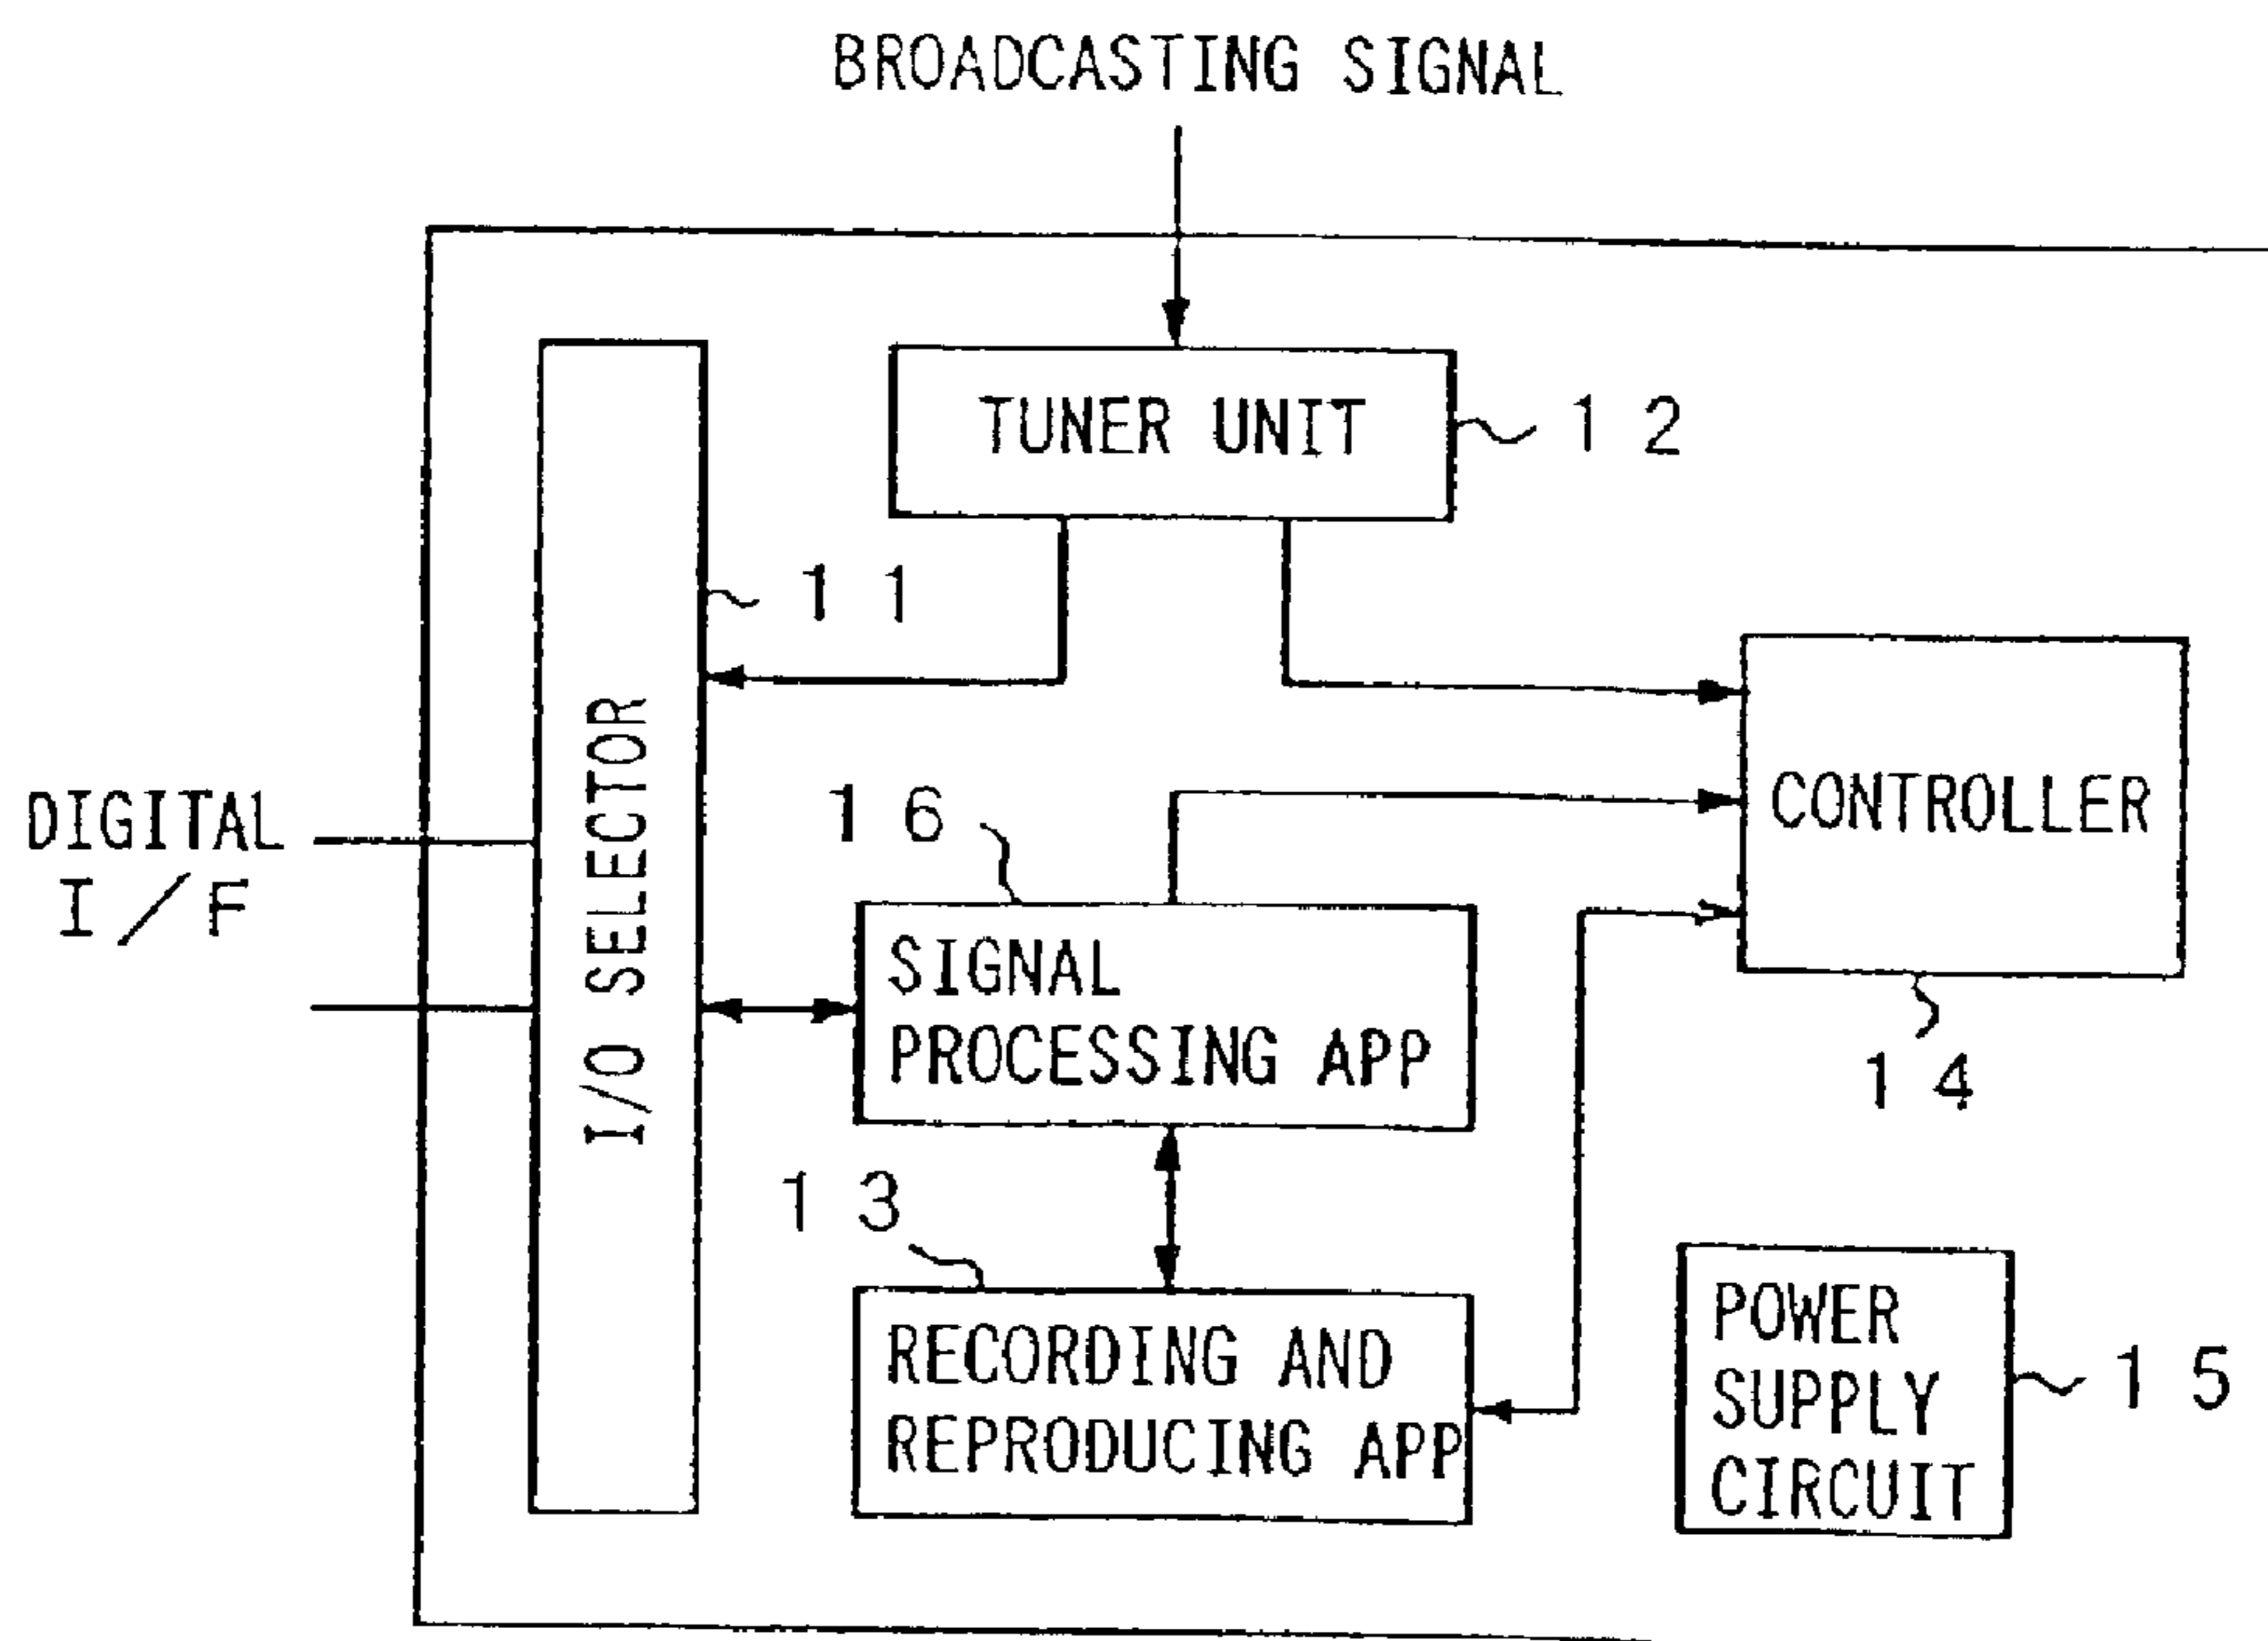 BROADCASTING SIGNAL
TUNER UNIT
12
11
I/O SELECTOR
CONTROLLER
16
DIGITAL
I/F
SIGNAL
PROCESSING APP
14
13
RECORDING AND
REPRODUCING APP
POWER
SUPPLY
CIRCUIT
15